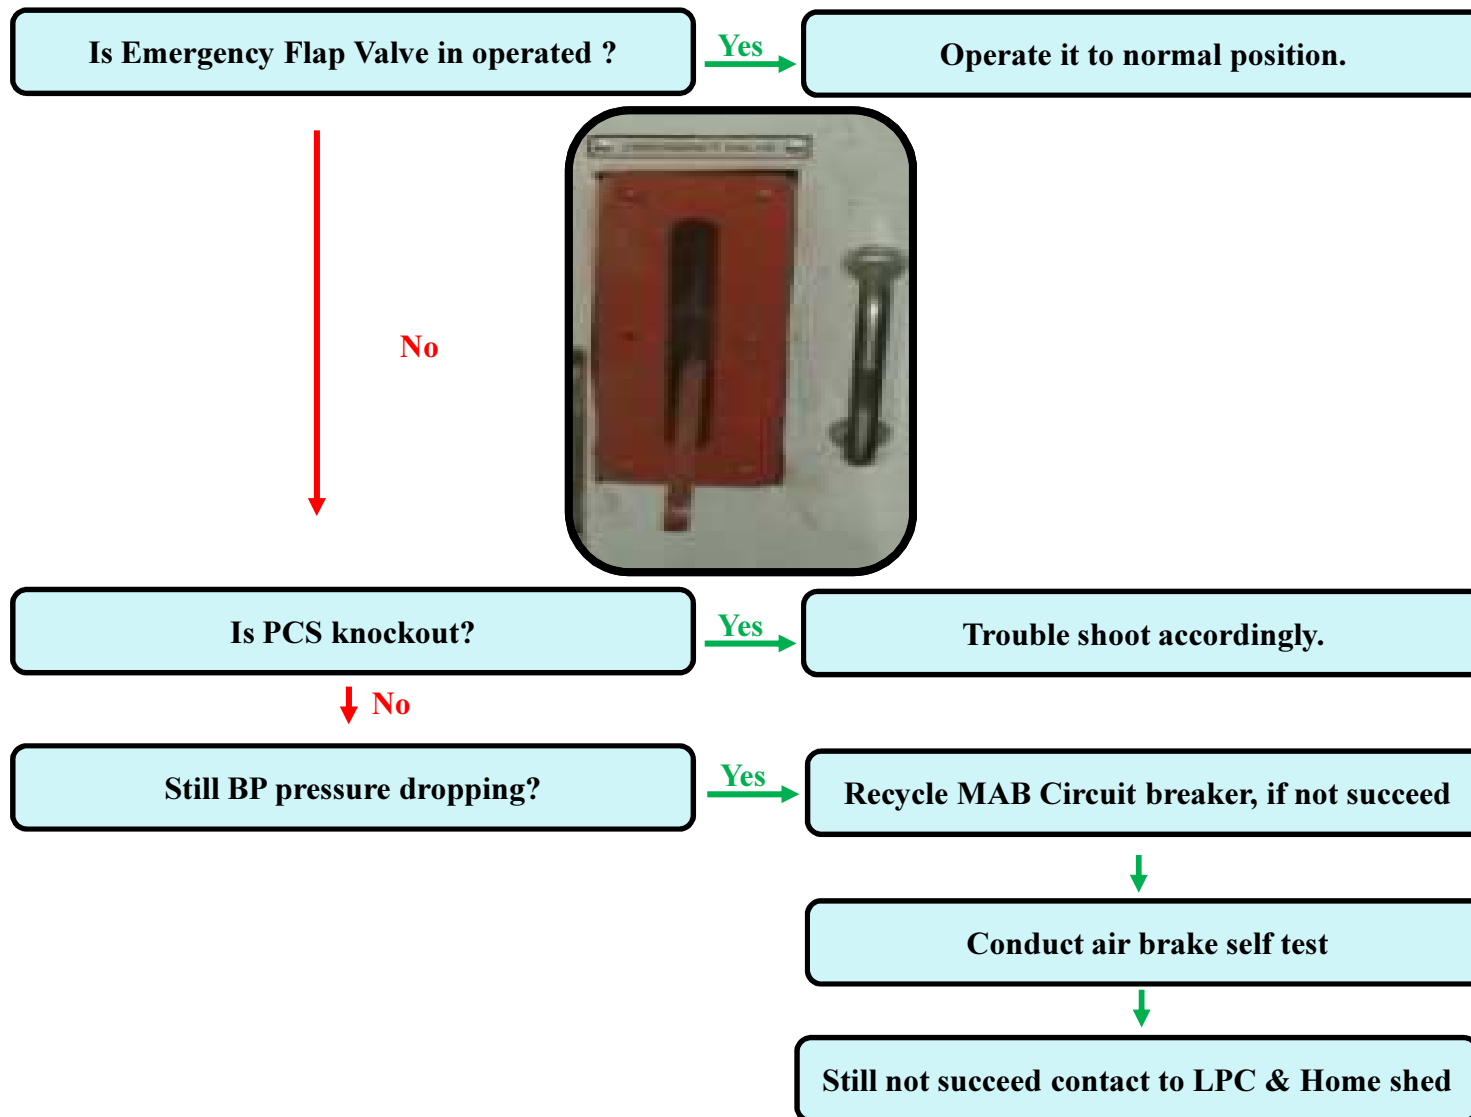 Is Emergency Flap Valve in operated ?
Yes
Operate it to normal position.
No
Is PCS knockout?
Yes
Trouble shoot accordingly.
No
Still BP pressure dropping?
Yes
Recycle MAB Circuit breaker, if not succeed
Conduct air brake self test
Still not succeed contact to LPC & Home shed